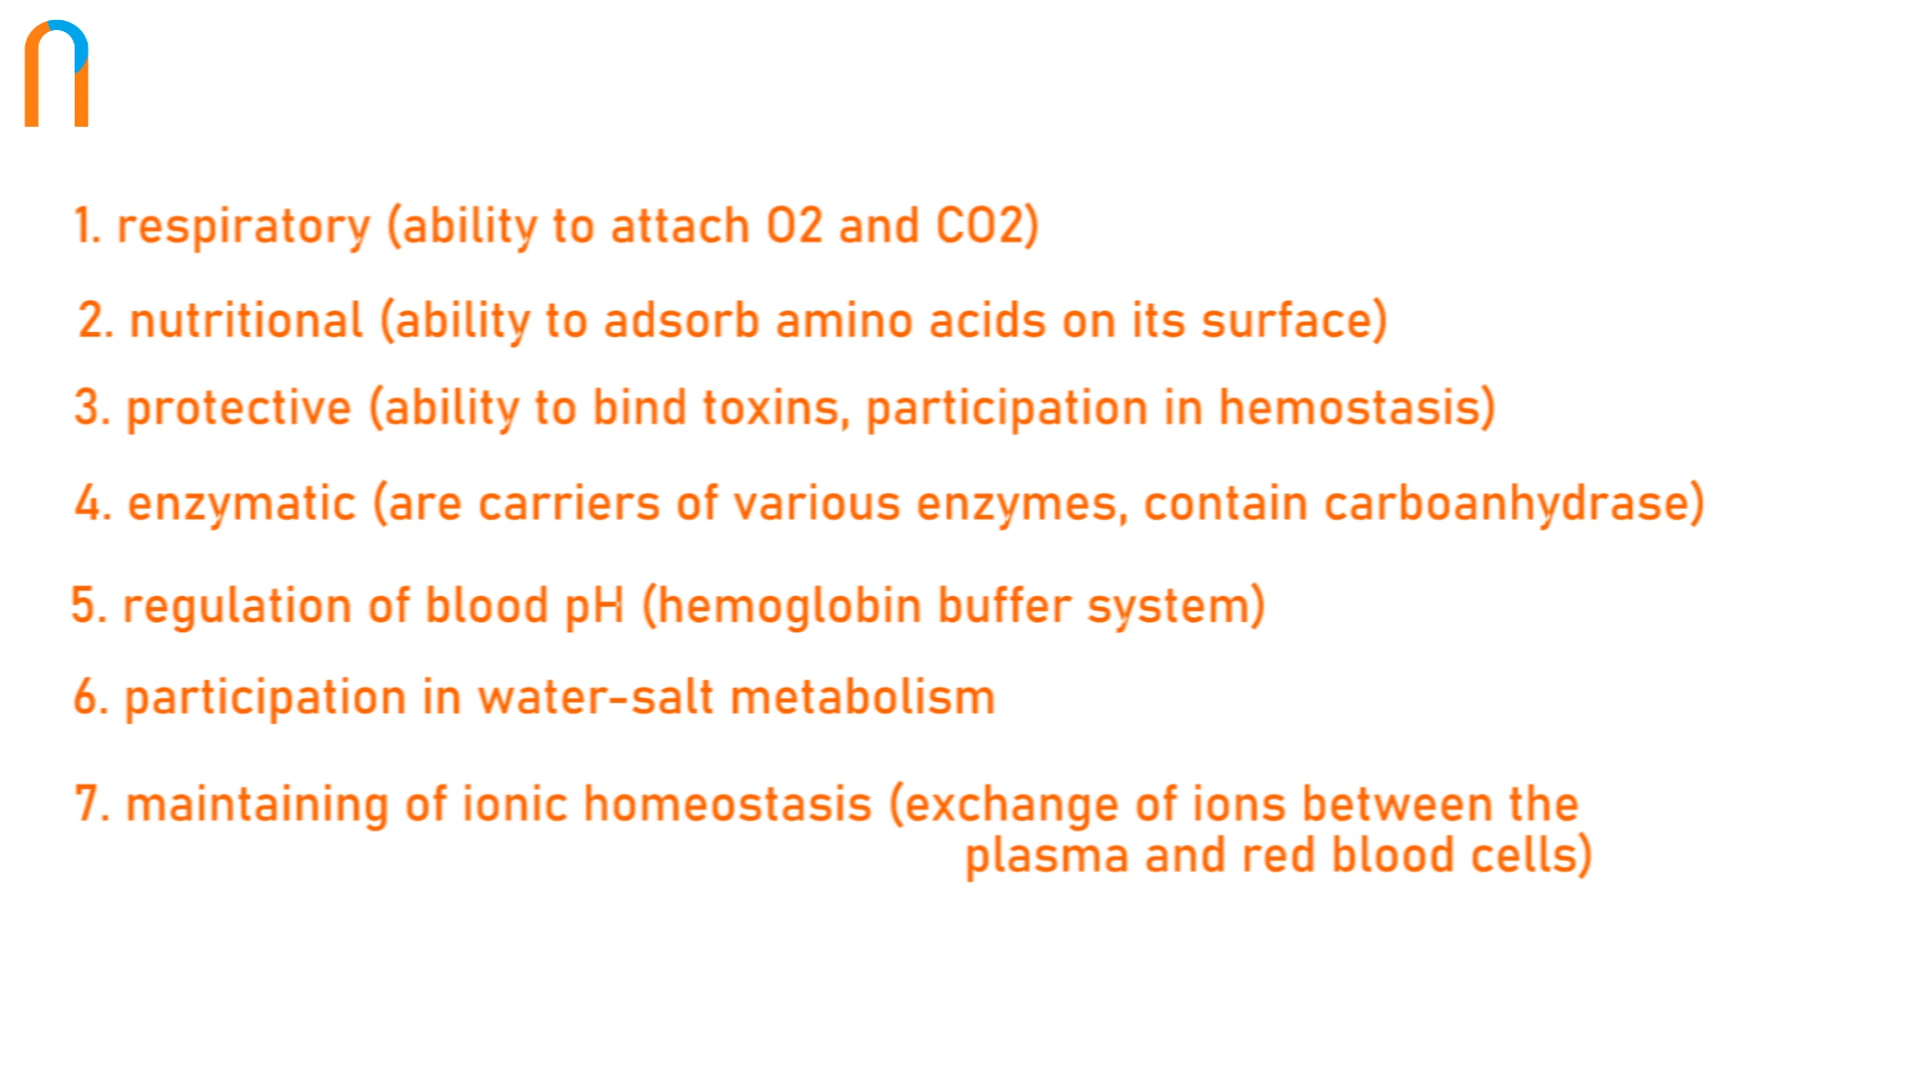 1. respiratory (ability to attach O2 and CO2)
2. nutritional (ability to adsorb amino acids on its surface)
3. protective (ability to bind toxins, participation in hemostasis)
4. enzymatic (are carriers of various enzymes, contain carboanhydrase)
5. regulation of blood pH (hemoglobin buffer system)
6. participation in water-salt metabolism
7. maintaining of ionic homeostasis (exchange of ions between the
plasma and red blood cells)